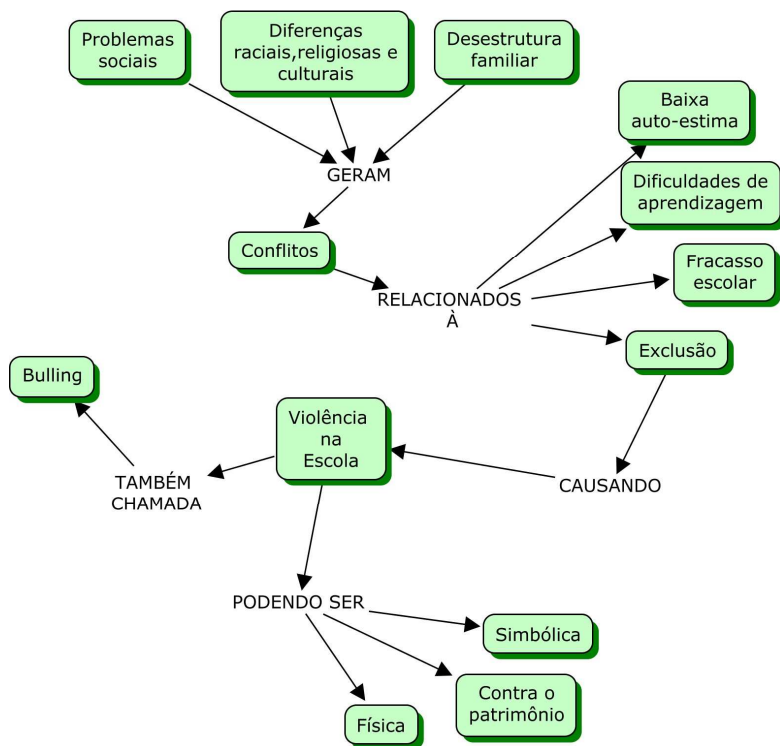 Problemas
sociais
Diferenças
raciais,religiosas e
culturais
Desestrutura
familiar
GERAM
Conflitos
RELACIONADOS
À
Baixa
auto-estima
Dificuldades de
aprendizagem
Fracasso
escolar
Exclusão
CAUSANDO
Violência
na
Escola
TAMBÉM
CHAMADA
Bulling
PODENDO SER
Simbólica
Contra o
patrimônio
Física